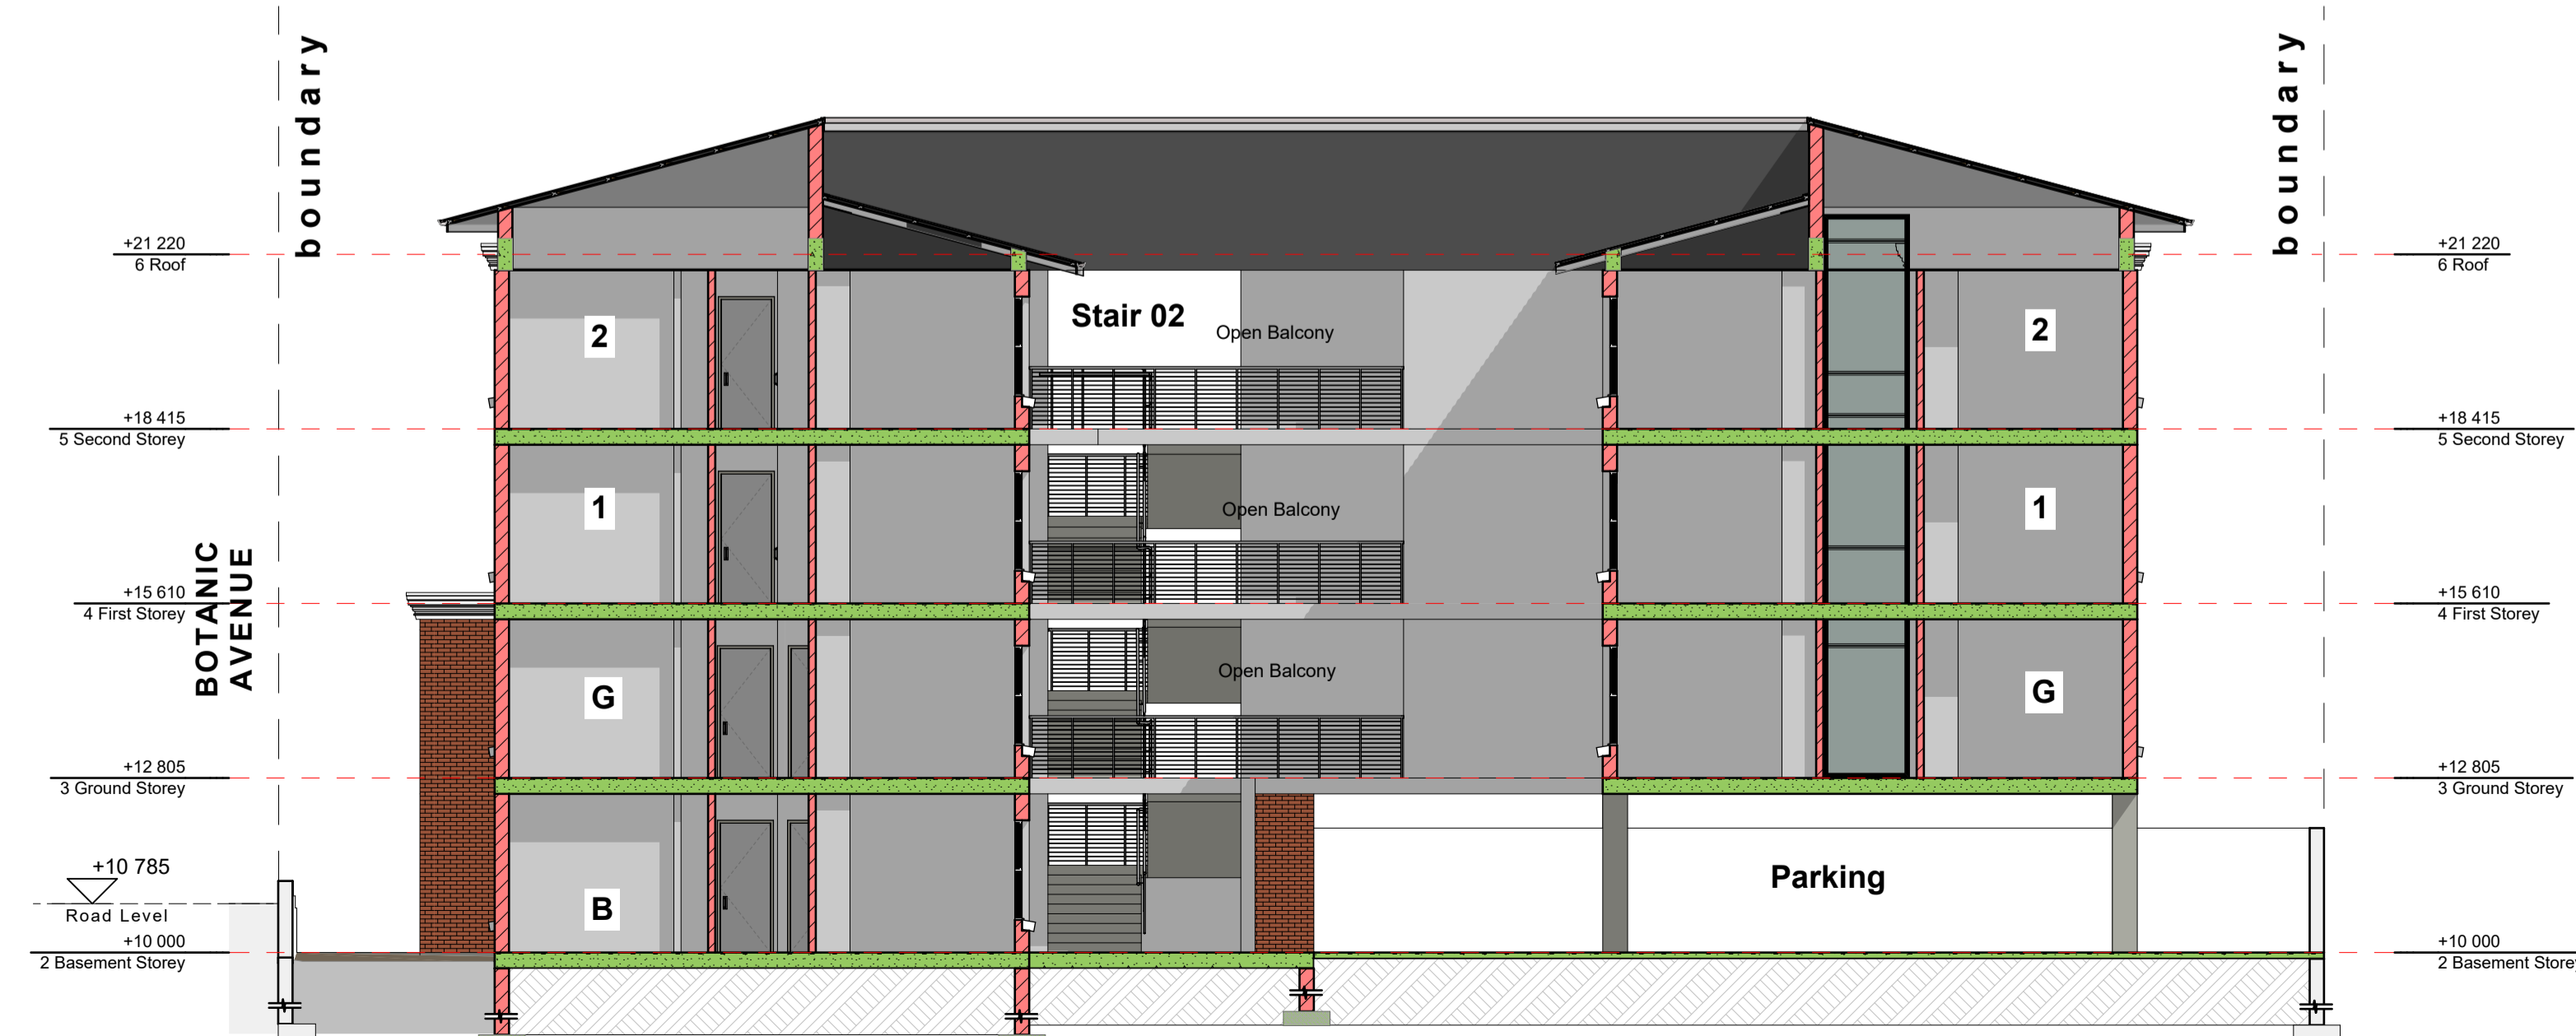 boundary
boundary
+21 220
6 Roof
+21 220
6 Roof
Stair 02
Open Balcony
2
2
+18 415
5 Second Storey
+18 415
5 Second Storey
1
Open Balcony
1
BOTANIC
AVENUE
+15 610
4 First Storey
+15 610
4 First Storey
G
Open Balcony
G
+12 805
3 Ground Storey
+12 805
3 Ground Storey
+10 785
Road Level
B
Parking
+10 000
2 Basement Storey
+10 000
2 Basement Storey